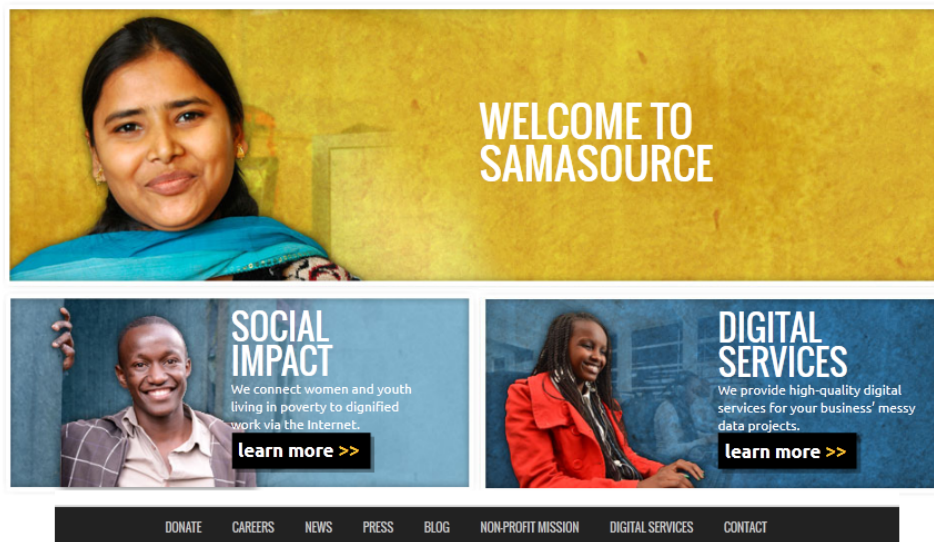 WELCOME TO
SAMASOURCE
SOCIAL
IMPACT
We connect women and youth
living in poverty to dignified
work via the Internet.
learn more >>
DIGITAL
SERVICES
We provide high-quality digital
services for your business’ messy
data projects.
learn more >>
DONATE CAREERS NEWS PRESS BLOG NON-PROFIT MISSION DIGITAL SERVICES CONTACT